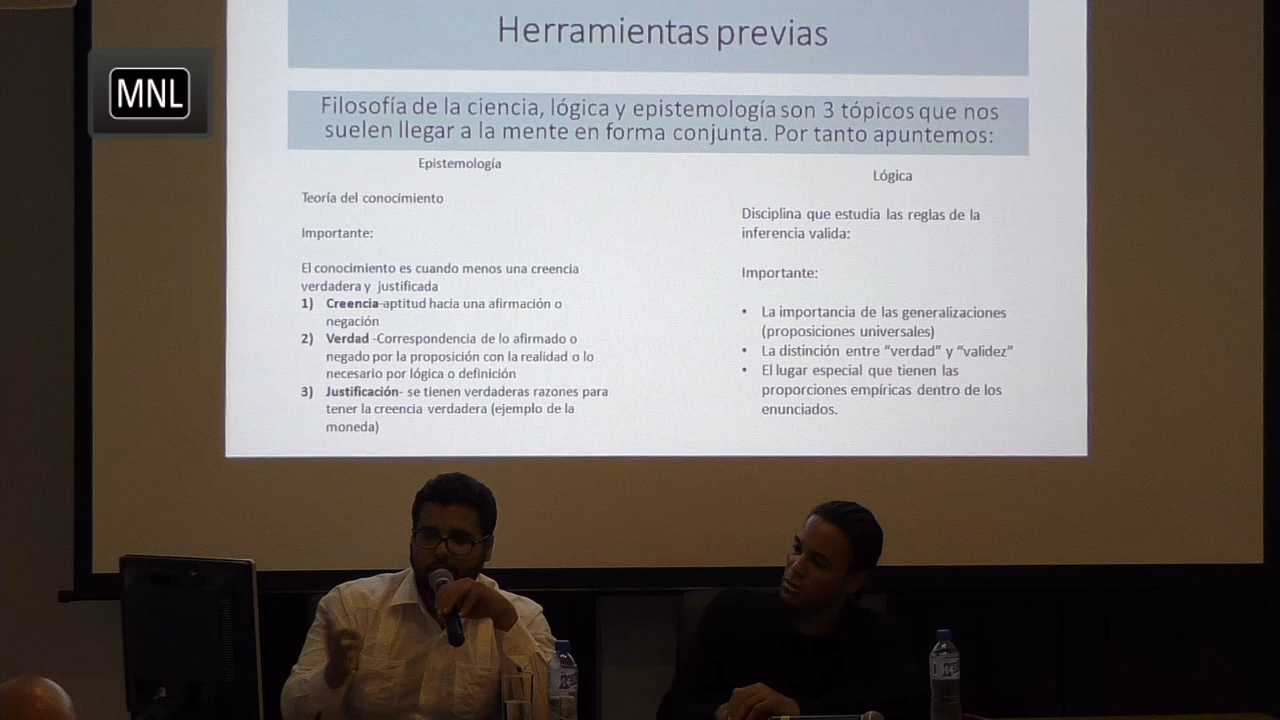 MNL
Herramientas previas
Filosofía de la ciencia, lógica y epistemología son 3 tópicos que nos
suelen llegar a la mente en forma conjunta. Por tanto apuntemos:
Epistemología
Teoría del conocimiento
Importante:
El conocimiento es cuando menos una creencia
verdadera y justificada
1) Creencia-aptitud hacia una afirmación o
negación
2) Verdad -Correspondencia de lo afirmado o
negado por la proposición con la realidad o lo
necesario por lógica o definición
3) Justificación- se tienen verdaderas razones para
tener la creencia verdadera (ejemplo de la
moneda)
Lógica
Disciplina que estudia las reglas de la
inferencia valida:
Importante:
• La importancia de las generalizaciones
(proposiciones universales)
• La distinción entre “verdad” y “validez”
• El lugar especial que tienen las
proporciones empíricas dentro de los
enunciados.